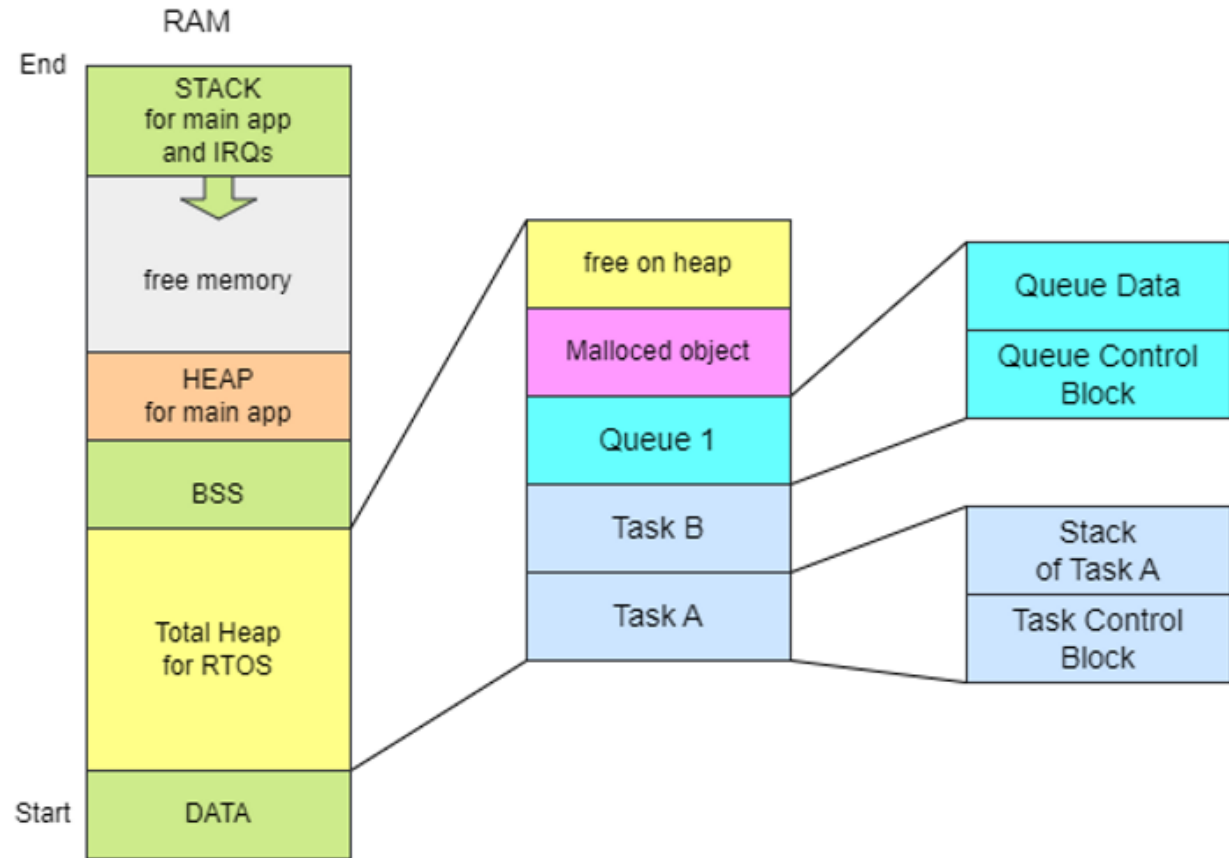 RAM
End
STACK
for main app
and IRQs
free memory
HEAP
for main app
BSS
Total Heap
for RTOS
Start
DATA
free on heap
Malloced object
Queue 1
Task B
Task A
Queue Data
Queue Control
Block
Stack
of Task A
Task Control
Block